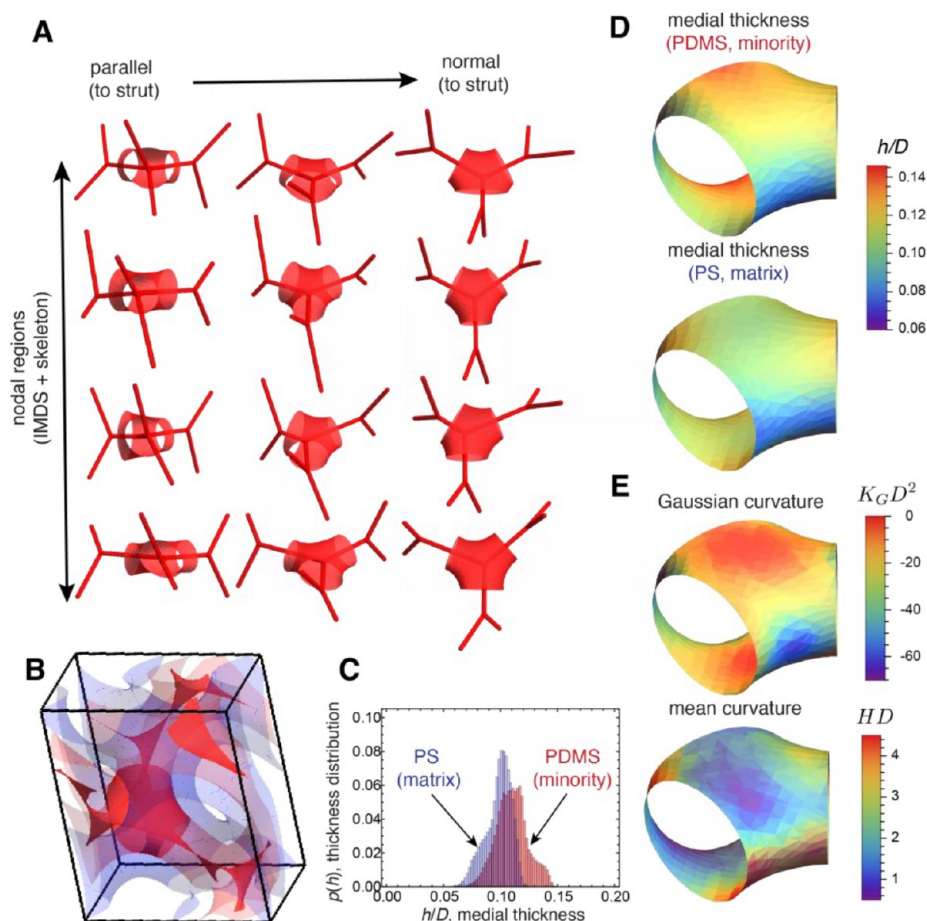 A
parallel
(to strut)
normal
(to strut)
nodal regions
(IMDS + skeleton)
B
C
p(h), thickness distribution
0.10
0.08
0.06
0.04
0.02
0.00
PS
(matrix)
PDMS
(minority)
0.00
0.05
0.10
0.15
0.20
h/D, medial thickness
D
medial thickness
(PDMS, minority)
h/D
0.14
0.12
0.10
0.08
0.06
medial thickness
(PS, matrix)
E
Gaussian curvature
K_G D²
0
-20
-40
-60
mean curvature
HD
4
3
2
1